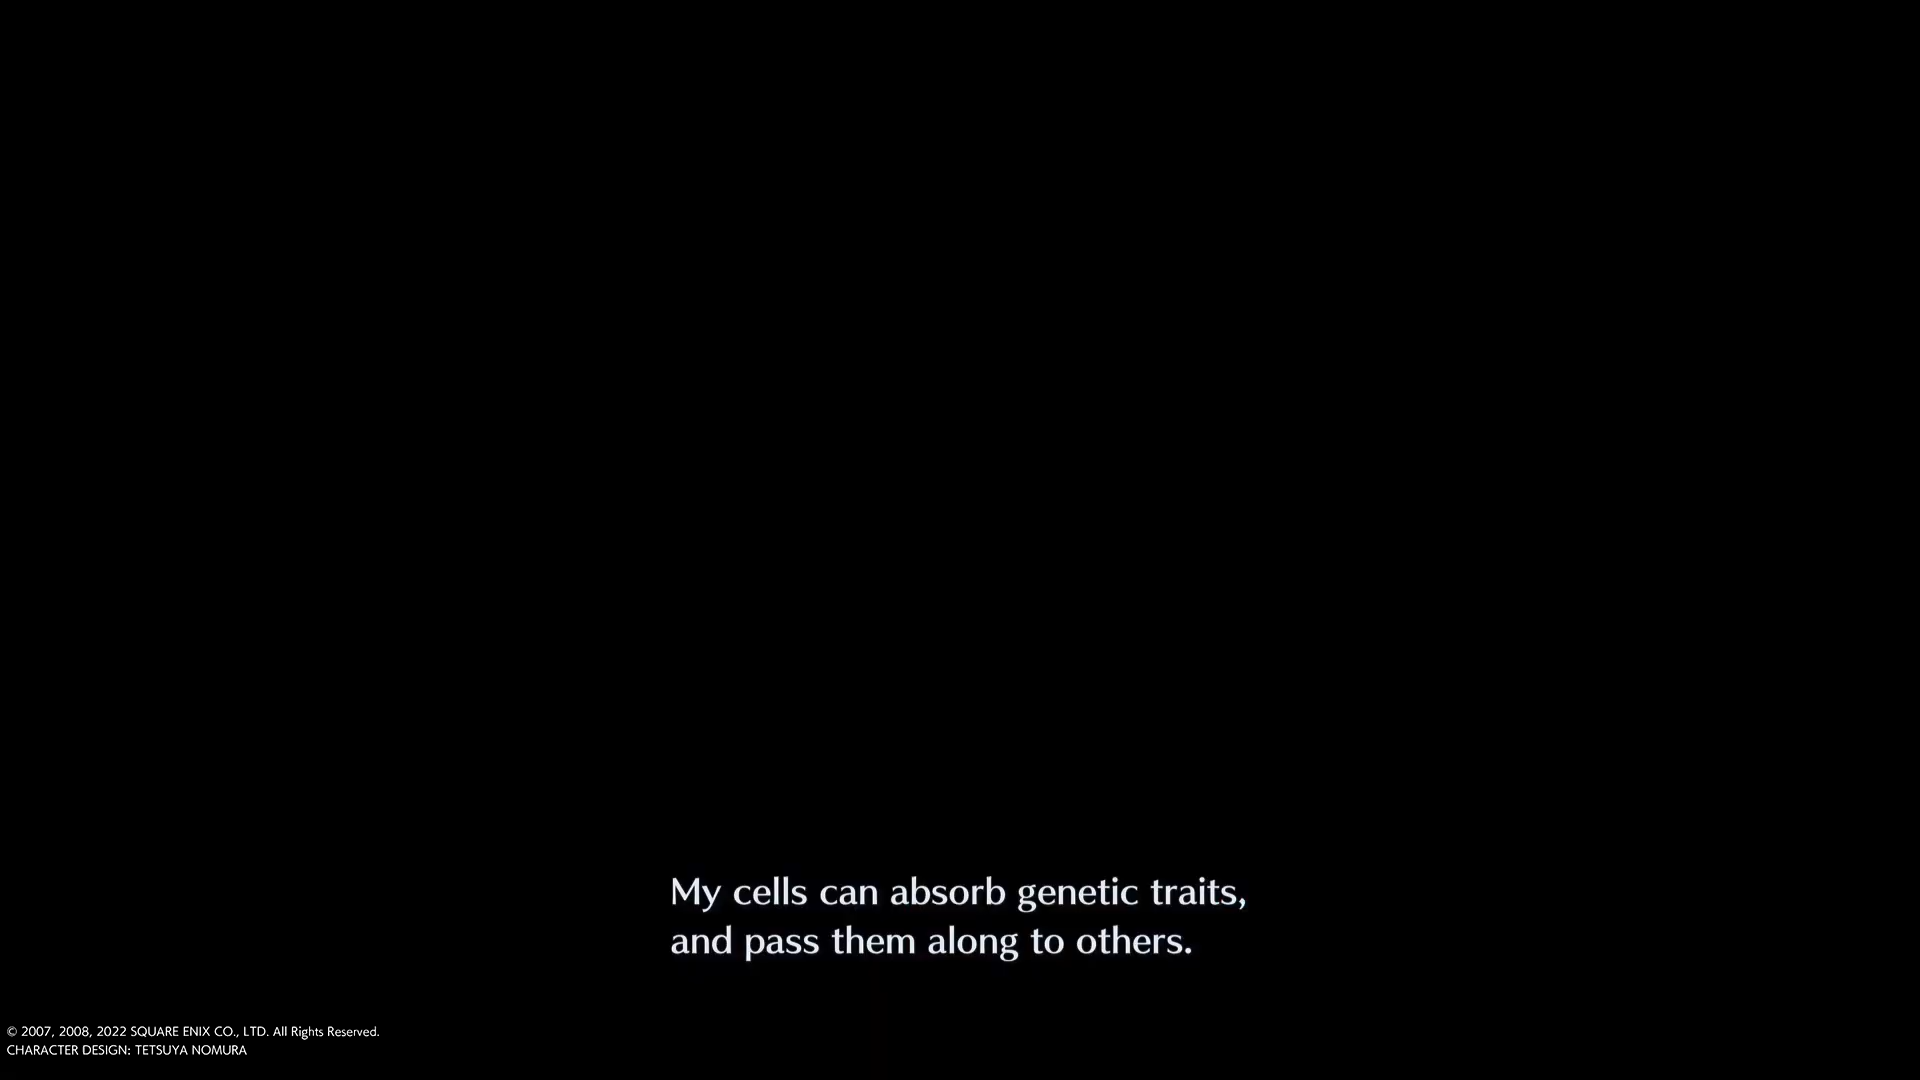 My cells can absorb genetic traits,
and pass them along to others.
© 2007, 2008, 2022 SQUARE ENIX CO., LTD. All Rights Reserved.
CHARACTER DESIGN: TETSUYA NOMURA